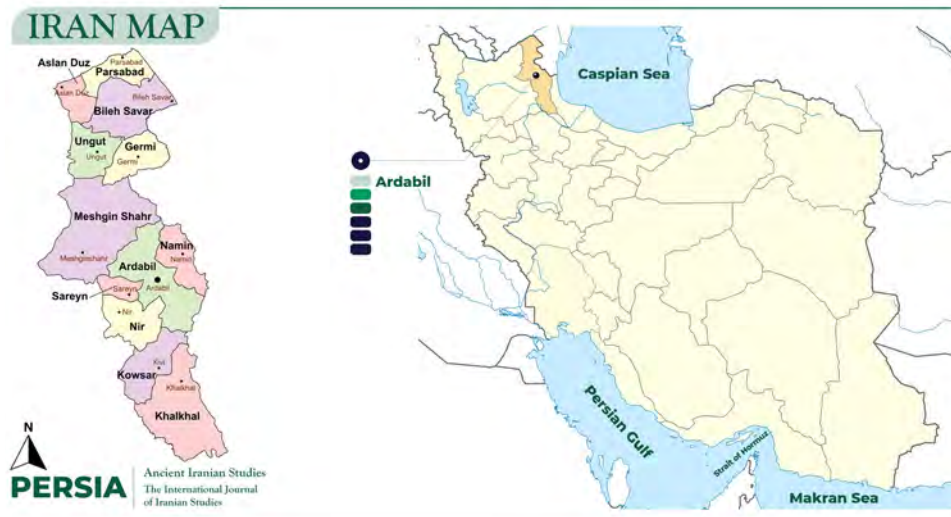 IRAN MAP
Aslan Duz
Parsabad
Parsabad
Aslan Duz
Bileh Savar
Bileh Savar
Ungut
Ungut
Germi
Germi
Meshgin Shahr
Meshginshahr
Namin
Namin
Ardabil
Ardabil
Sareyn
Sareyn
Nir
Nir
Kivi
Kowsar
Khalkhal
Khalkhal
N
PERSIA
Ancient Iranian Studies
The International Journal
of Iranian Studies
Ardabil
Caspian Sea
Persian Gulf
Strait of Hormuz
Makran Sea